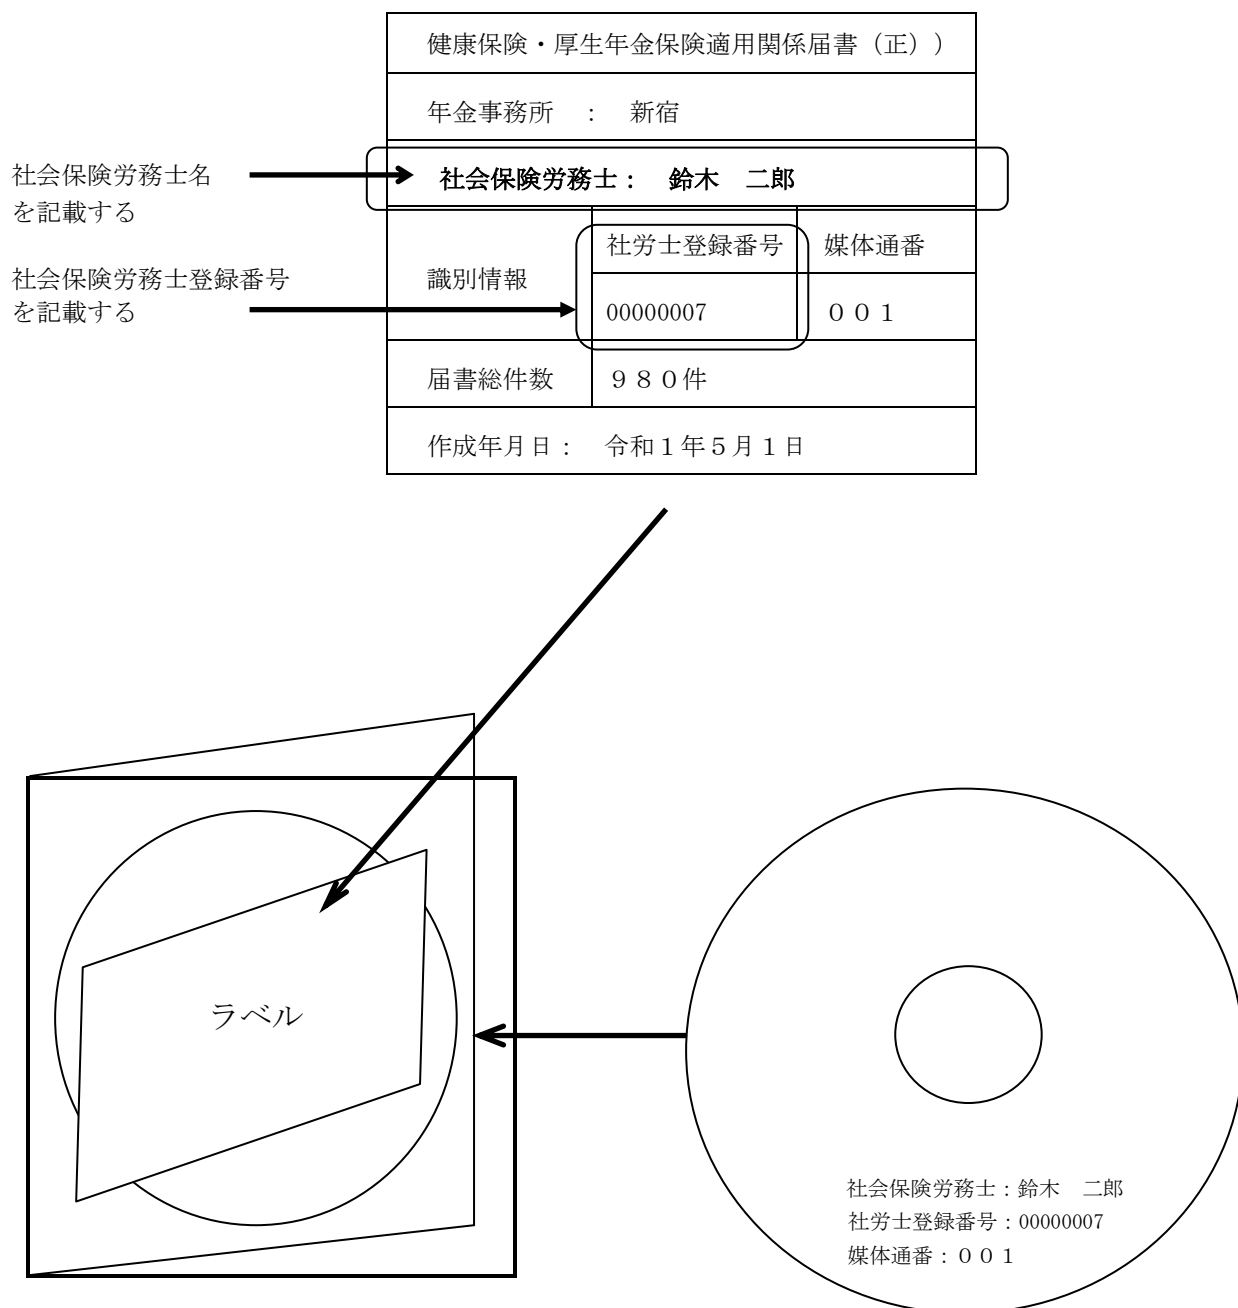 健康保険・厚生年金保険適用関係届書（正））
年金事務所　：　新宿
社会保険労務士名
を記載する
社会保険労務士：　鈴木　二郎
社会保険労務士登録番号
を記載する
識別情報
社労士登録番号
媒体通番
00000007
００１
届書総件数
９８０件
作成年月日：　令和１年５月１日
ラベル
社会保険労務士：鈴木　二郎
社労士登録番号：00000007
媒体通番：００１